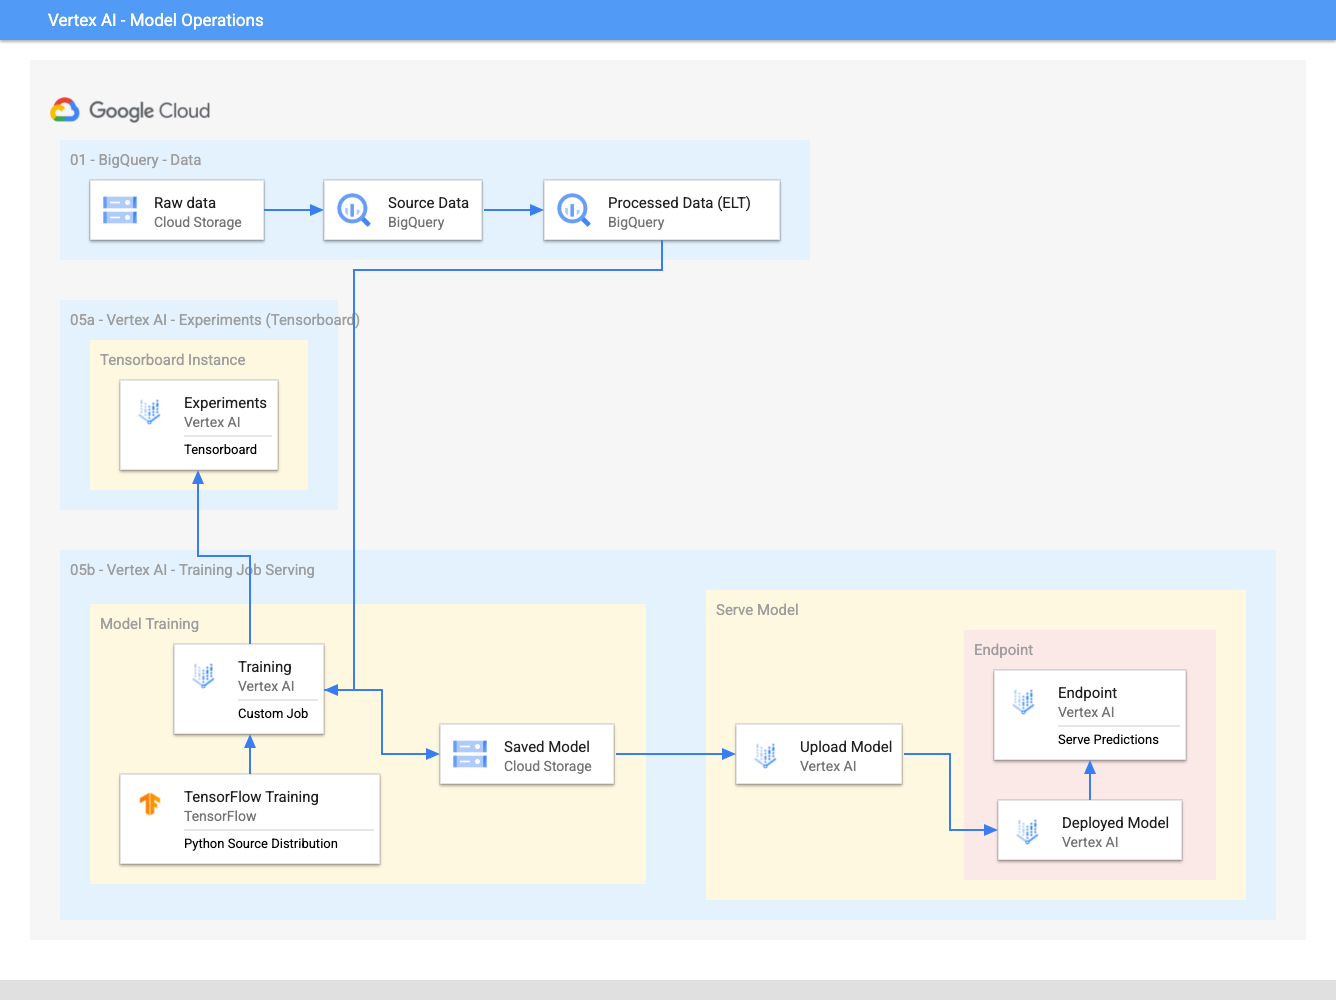 Vertex AI - Model Operations
Google Cloud
01 - BigQuery - Data
Raw data
Cloud Storage
Source Data
BigQuery
Processed Data (ELT)
BigQuery
05a - Vertex AI - Experiments (Tensorboard)
Tensorboard Instance
Experiments
Vertex AI
Tensorboard
05b - Vertex AI - Training Job Serving
Model Training
Training
Vertex AI
Custom Job
TensorFlow Training
TensorFlow
Python Source Distribution
Saved Model
Cloud Storage
Serve Model
Upload Model
Vertex AI
Endpoint
Endpoint
Vertex AI
Serve Predictions
Deployed Model
Vertex AI